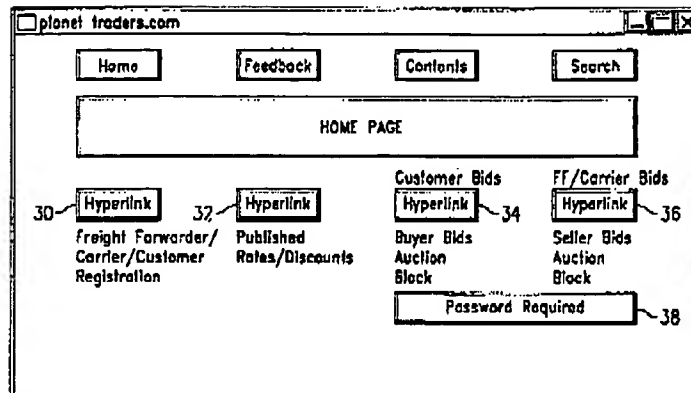 planet traders.com
Home Feedback Contents Search
HOME PAGE
Customer Bids FF/Carrier Bids
30 Hyperlink 32 Hyperlink Hyperlink 34 Hyperlink 36
Freight Forwarder/ Published Buyer Bids Seller Bids
Carrier/Customer Rates/Discounts Auction Auction
Registration Block Block
Password Required 38